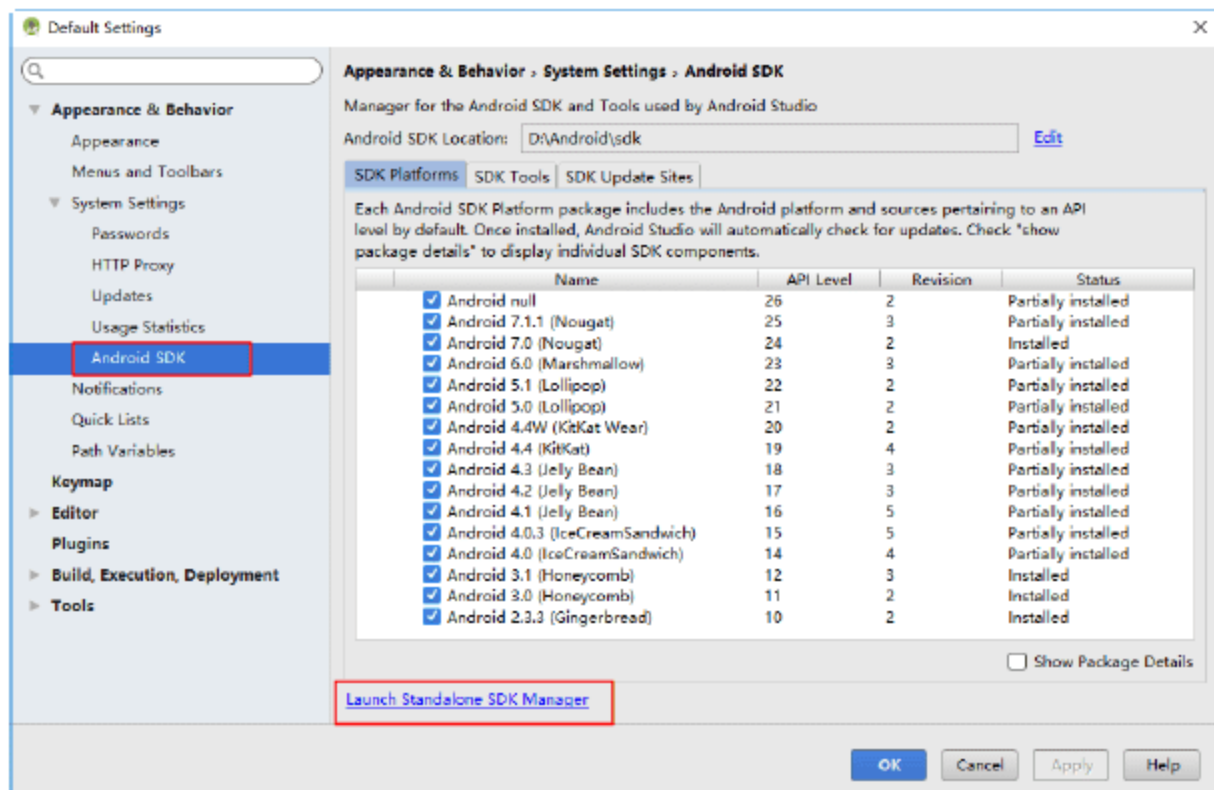 Default Settings
Appearance & Behavior › System Settings › Android SDK
Appearance & Behavior
Appearance
Menus and Toolbars
System Settings
Passwords
HTTP Proxy
Updates
Usage Statistics
Android SDK
Notifications
Quick Lists
Path Variables
Keymap
Editor
Plugins
Build, Execution, Deployment
Tools
Manager for the Android SDK and Tools used by Android Studio
Android SDK Location: D:\Android\sdk Edit
SDK Platforms SDK Tools SDK Update Sites
Each Android SDK Platform package includes the Android platform and sources pertaining to an API
level by default. Once installed, Android Studio will automatically check for updates. Check "show
package details" to display individual SDK components.
Name API Level Revision Status
Android null 26 2 Partially installed
Android 7.1.1 (Nougat) 25 3 Partially installed
Android 7.0 (Nougat) 24 2 Installed
Android 6.0 (Marshmallow) 23 3 Partially installed
Android 5.1 (Lollipop) 22 2 Partially installed
Android 5.0 (Lollipop) 21 2 Partially installed
Android 4.4W (KitKat Wear) 20 2 Partially installed
Android 4.4 (KitKat) 19 4 Partially installed
Android 4.3 (Jelly Bean) 18 3 Partially installed
Android 4.2 (Jelly Bean) 17 3 Partially installed
Android 4.1 (Jelly Bean) 16 5 Partially installed
Android 4.0.3 (IceCreamSandwich) 15 5 Partially installed
Android 4.0 (IceCreamSandwich) 14 4 Partially installed
Android 3.1 (Honeycomb) 12 3 Installed
Android 3.0 (Honeycomb) 11 2 Installed
Android 2.3.3 (Gingerbread) 10 2 Installed
Show Package Details
Launch Standalone SDK Manager
OK Cancel Apply Help